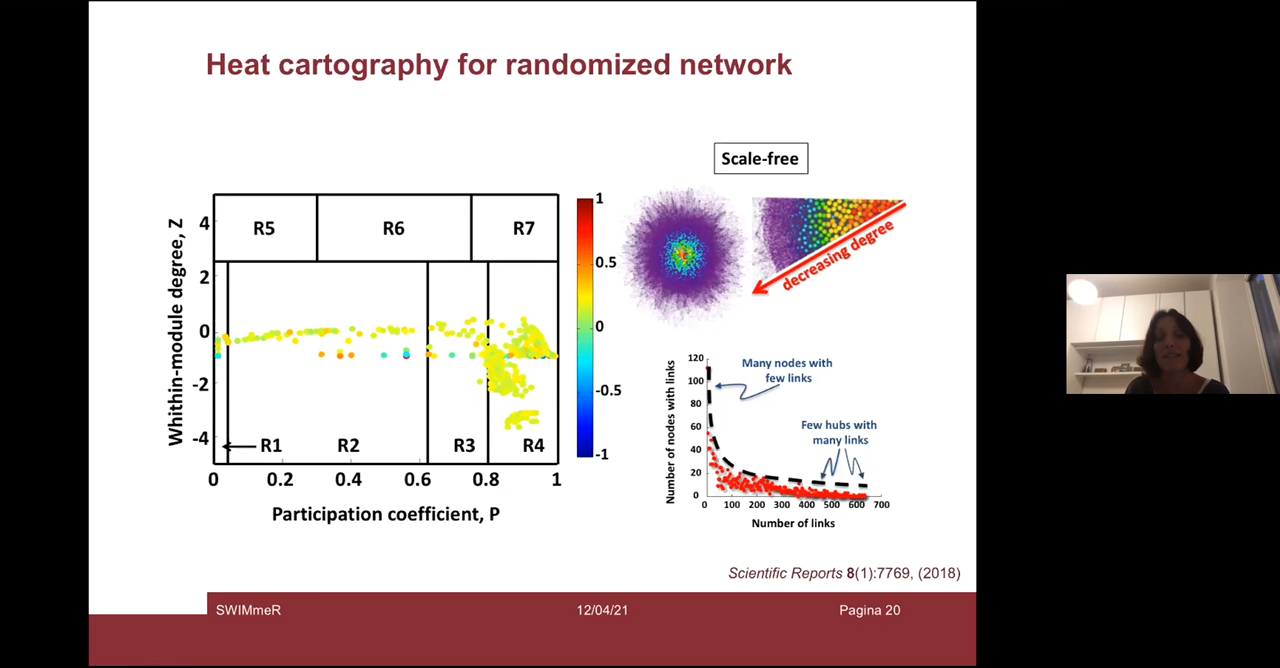 Heat cartography for randomized network
Scale-free
Whithin-module degree, Z
4
2
0
-2
-4
R5
R6
R7
R1
R2
R3
R4
0
0.2
0.4
0.6
0.8
1
Participation coefficient, P
1
0.5
0
-0.5
-1
decreasing degree
Number of nodes with links
120
100
80
60
40
20
0
Many nodes with
few links
Few hubs with
many links
0
100
200
300
400
500
600
700
Number of links
Scientific Reports 8(1):7769, (2018)
SWIMmeR
12/04/21
Pagina 20